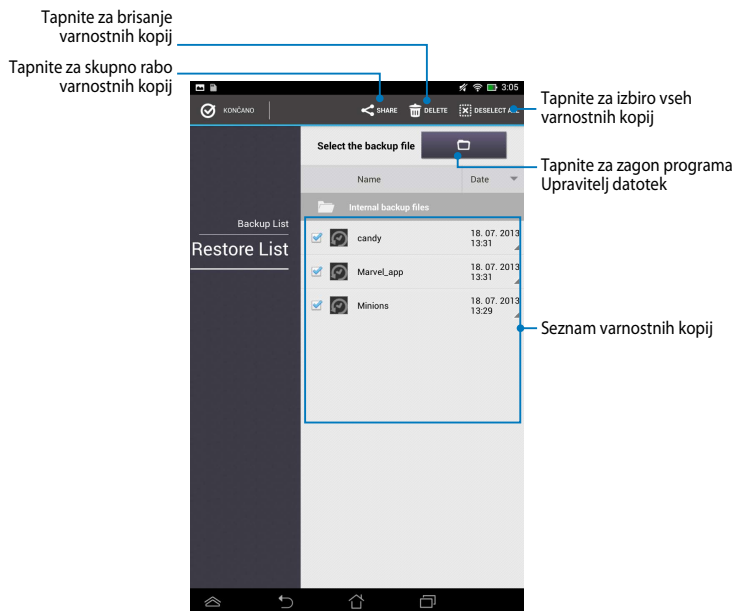 Tapnite za brisanje
varnostnih kopij
Tapnite za skupno rabo
varnostnih kopij
3:05
KONČANO
SHARE
DELETE
DESELECT ALL
Tapnite za izbiro vseh
varnostnih kopij
Select the backup file
Tapnite za zagon programa
Upravitelj datotek
Name
Date
Internal backup files
Backup List
Restore List
candy
18. 07. 2013
13:31
Marvel_app
18. 07. 2013
13:31
Minions
18. 07. 2013
13:29
Seznam varnostnih kopij